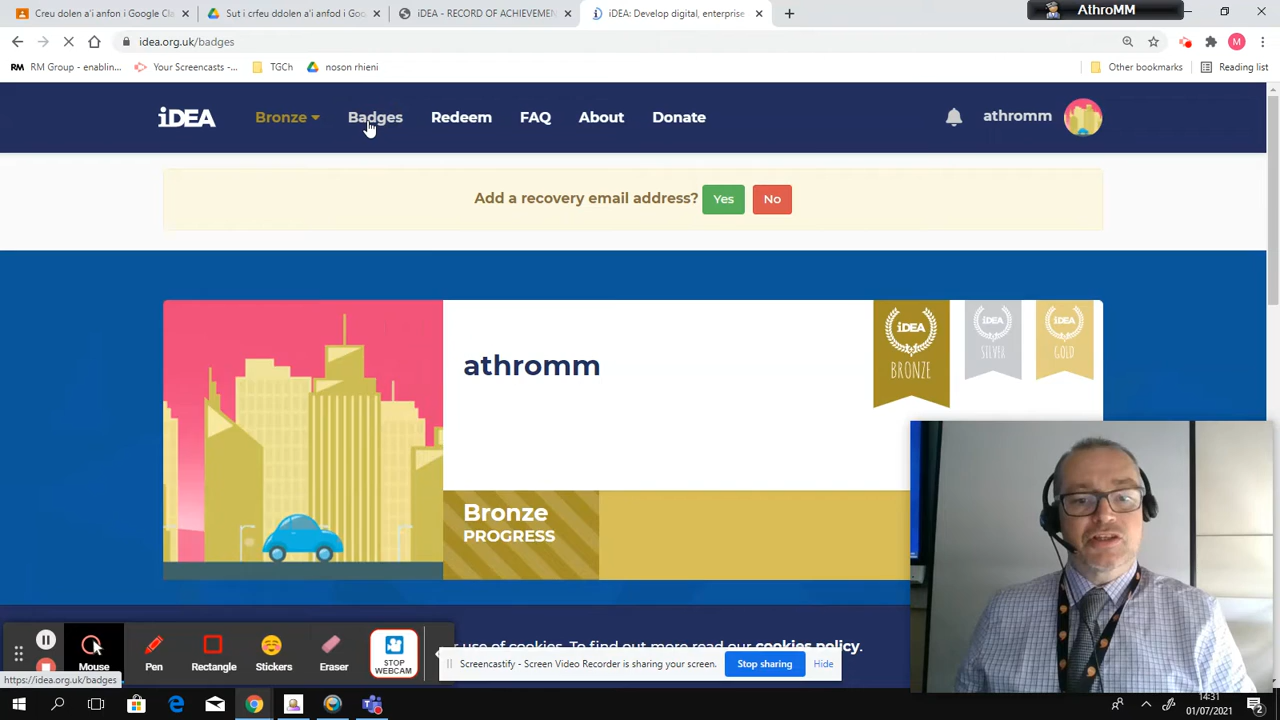 Creu dolen a'i anfon i Google Cl
Sut i crfeu ddolen a'i anfod i G
iDEA - RECORD OF ACHIEVEMEN
iDEA: Develop digital, enterprise
AthroMM
idea.org.uk/badges
M
RM RM Group - enablin...
Your Screencasts -...
TGCh
noson rhieni
Other bookmarks
Reading list
iDEA
Bronze
Badges
Redeem
FAQ
About
Donate
athromm
Add a recovery email address?
Yes
No
athromm
iDEA
BRONZE
iDEA
SILVER
iDEA
GOLD
Bronze
PROGRESS
use of cookies. To find out more read our cookies policy.
Mouse
Pen
Rectangle
Stickers
Eraser
STOP
WEBCAM
Screencastify - Screen Video Recorder is sharing your screen.
Stop sharing
Hide
https://idea.org.uk/badges
14:31
01/07/2021
2